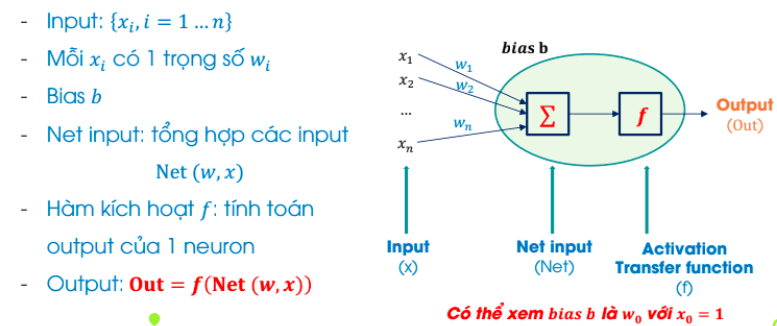 - Input: {xᵢ, i = 1 … n}
- Mỗi xᵢ có 1 trọng số wᵢ
- Bias b
- Net input: tổng hợp các input
Net (w, x)
- Hàm kích hoạt f: tính toán
output của 1 neuron
- Output: Out = f(Net (w, x))
bias b
x₁
w₁
x₂
w₂
...
wₙ
xₙ
Σ
f
Output
(Out)
Input
(x)
Net input
(Net)
Activation
Transfer function
(f)
Có thể xem bias b là w₀ với x₀ = 1